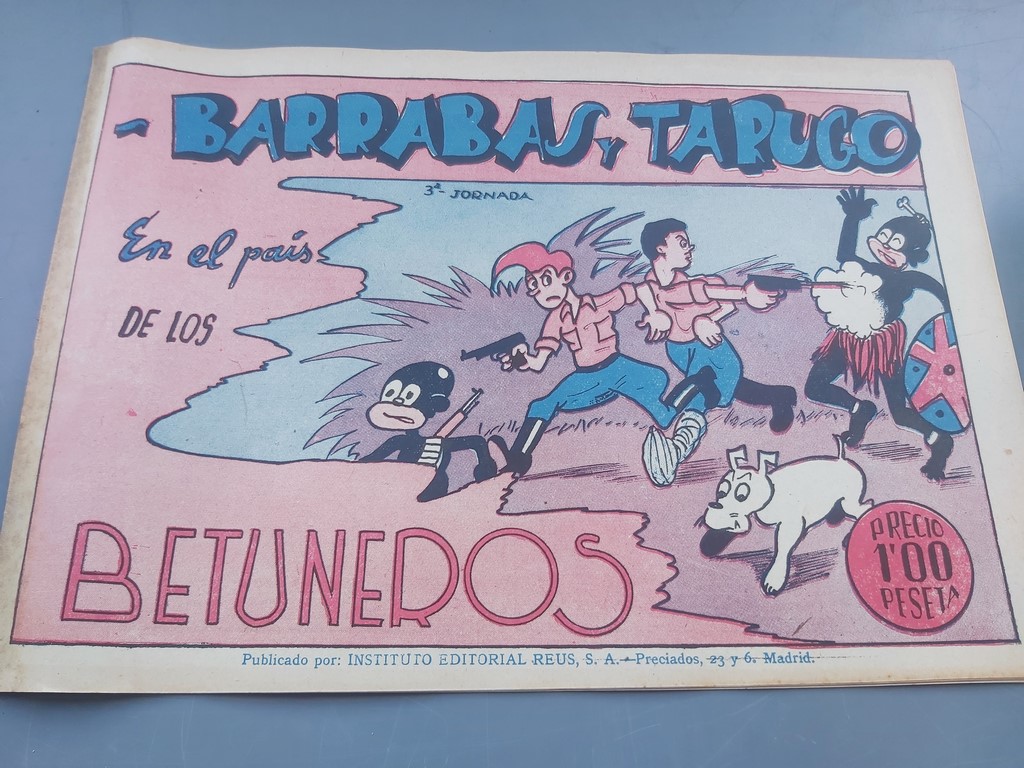 BARRABAS Y TARUGO
3ª- JORNADA
En el país
DE LOS
BETUNEROS
PRECIO
1'00
PESETA
Publicado por: INSTITUTO EDITORIAL REUS, S. A. - Preciados, 23 y 6. Madrid.